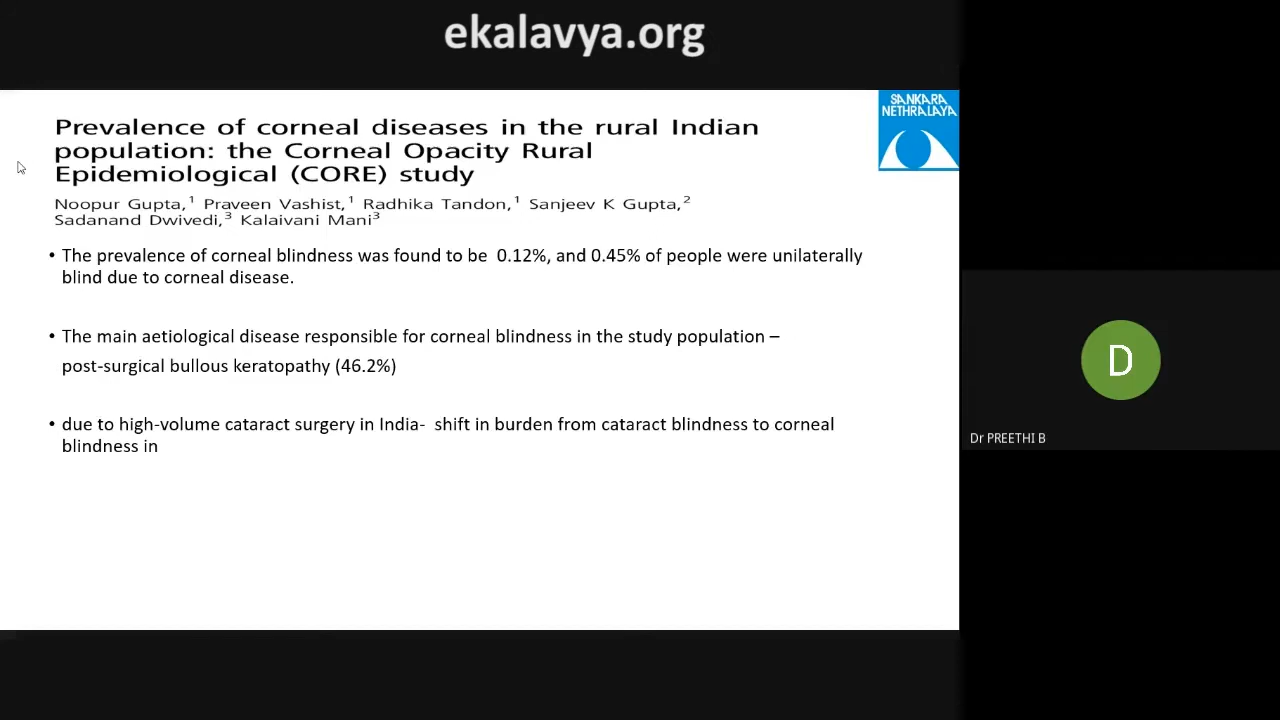 ekalavya.org
SANKARA
NETHRALAYA
Prevalence of corneal diseases in the rural Indian
population: the Corneal Opacity Rural
Epidemiological (CORE) study
Noopur Gupta,¹ Praveen Vashist,¹ Radhika Tandon,¹ Sanjeev K Gupta,²
Sadanand Dwivedi,³ Kalaivani Mani³
• The prevalence of corneal blindness was found to be 0.12%, and 0.45% of people were unilaterally
blind due to corneal disease.
• The main aetiological disease responsible for corneal blindness in the study population –
post-surgical bullous keratopathy (46.2%)
• due to high-volume cataract surgery in India- shift in burden from cataract blindness to corneal
blindness in
D
Dr PREETHI B